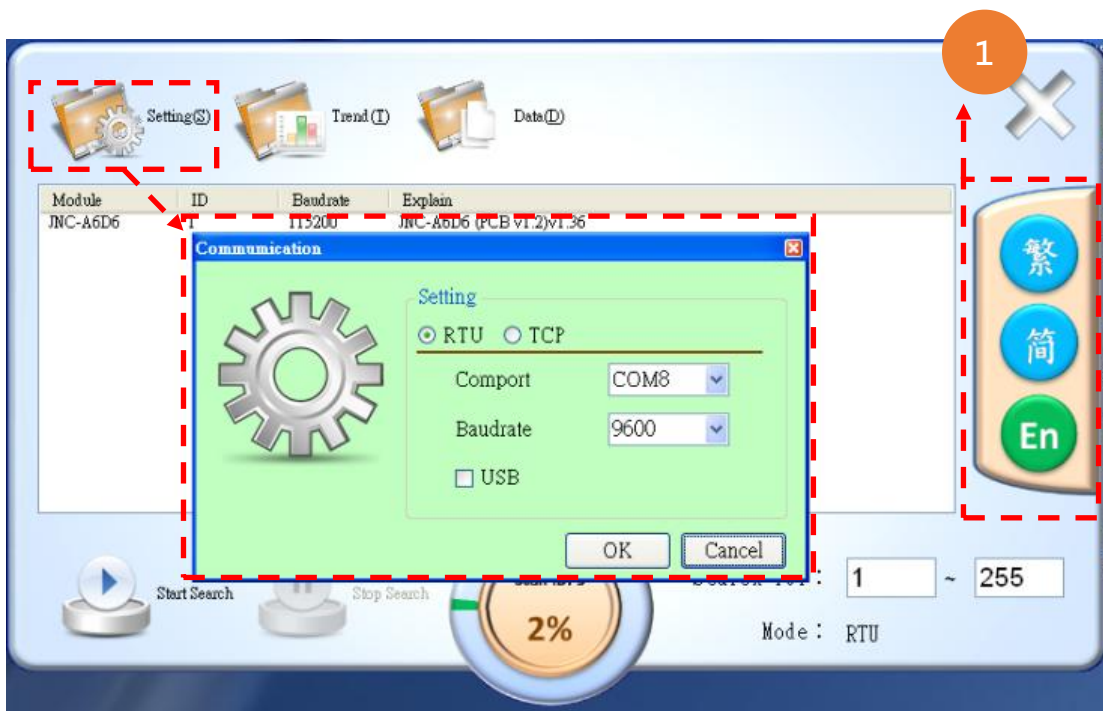 1
Setting(S) Trend (T) Data(D)
Module ID Baudrate Explain
JNC-A6D6 1 115200 JNC-A6D6 (PCB v1.2)v1.36
Communication
Setting
RTU TCP
Comport COM8
Baudrate 9600
USB
OK Cancel
繁
简
En
Start Search Stop Search 2% 1 ~ 255
Mode : RTU